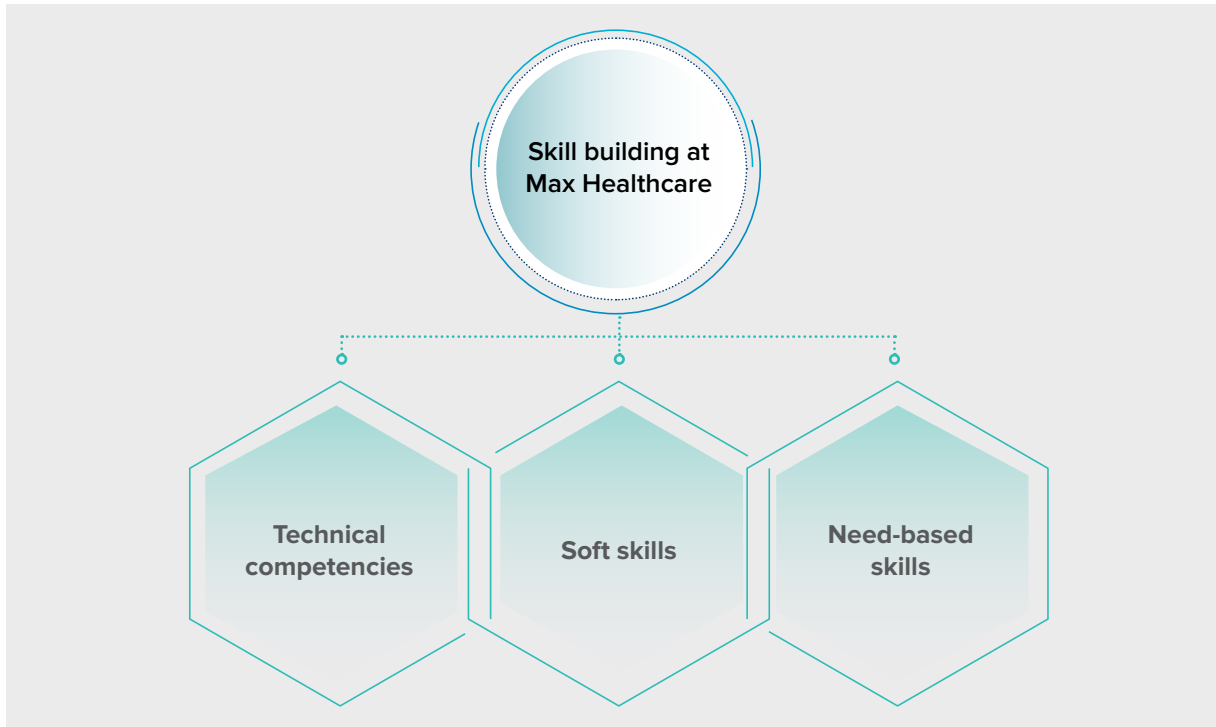 Skill building at
Max Healthcare
Technical
competencies
Soft skills
Need-based
skills